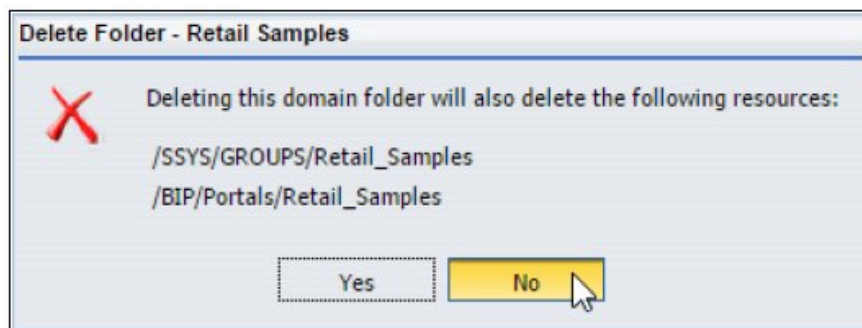 Delete Folder - Retail Samples
Deleting this domain folder will also delete the following resources:
/SSYS/GROUPS/Retail_Samples
/BIP/Portals/Retail_Samples
Yes No